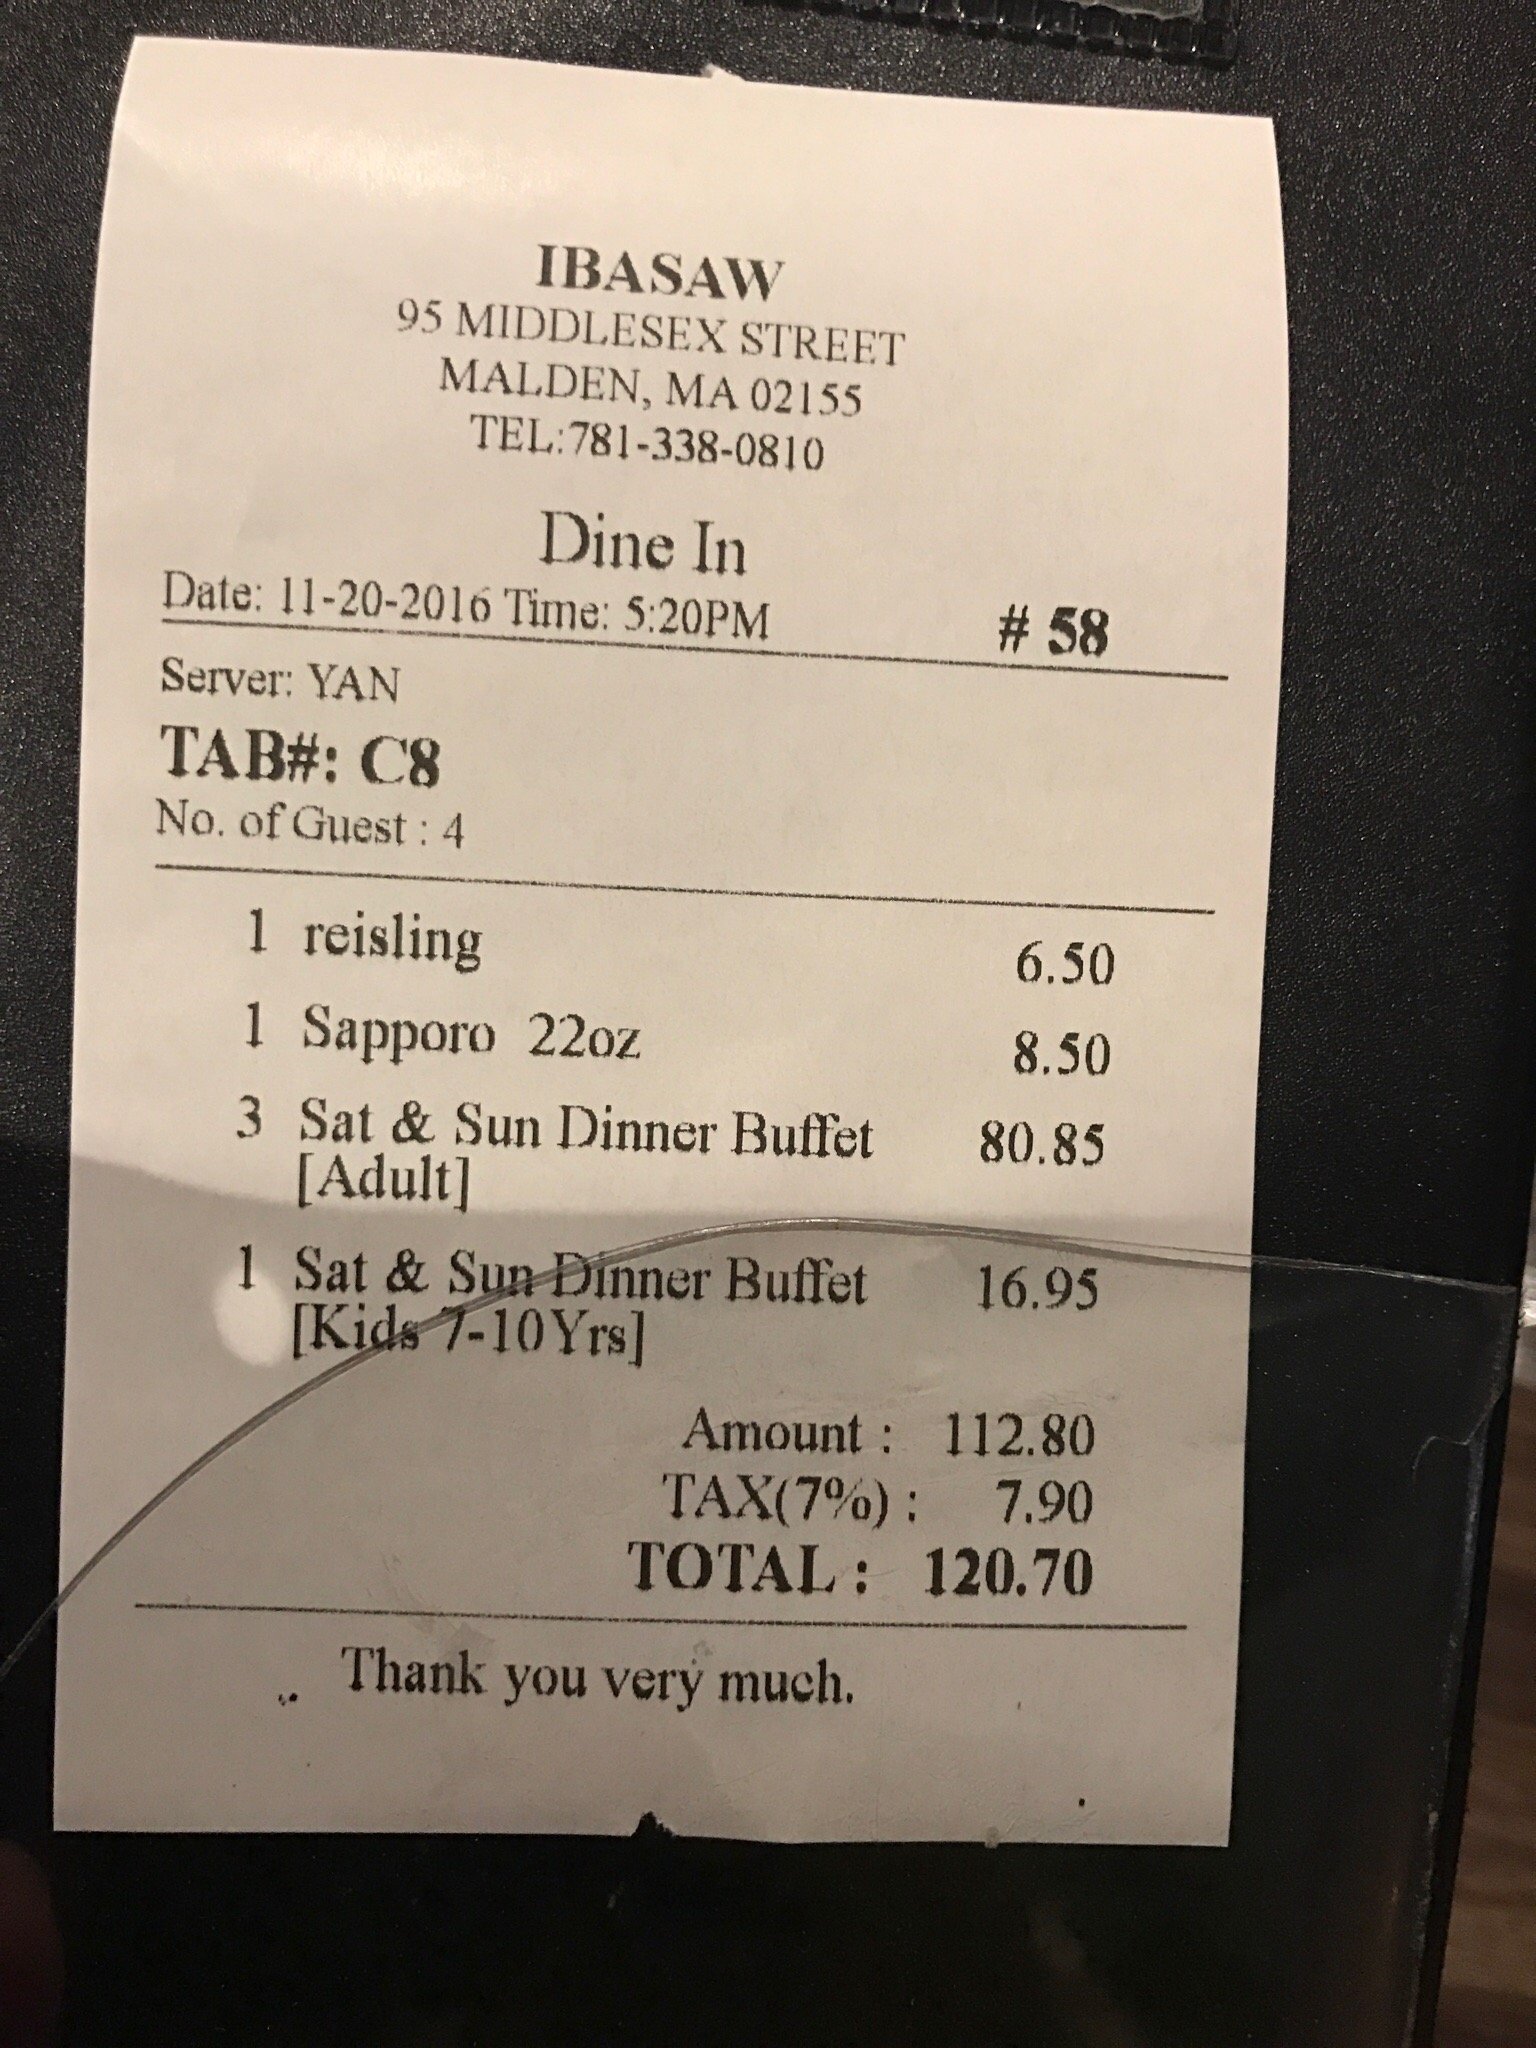 IBASAW
95 MIDDLESEX STREET
MALDEN, MA 02155
TEL:781-338-0810
Dine In
Date: 11-20-2016 Time: 5:20PM # 58
Server: YAN
TAB#: C8
No. of Guest : 4
1 reisling 6.50
1 Sapporo 22oz 8.50
3 Sat & Sun Dinner Buffet 80.85
[Adult]
1 Sat & Sun Dinner Buffet 16.95
[Kids 7-10Yrs]
Amount : 112.80
TAX(7%) : 7.90
TOTAL : 120.70
Thank you very much.